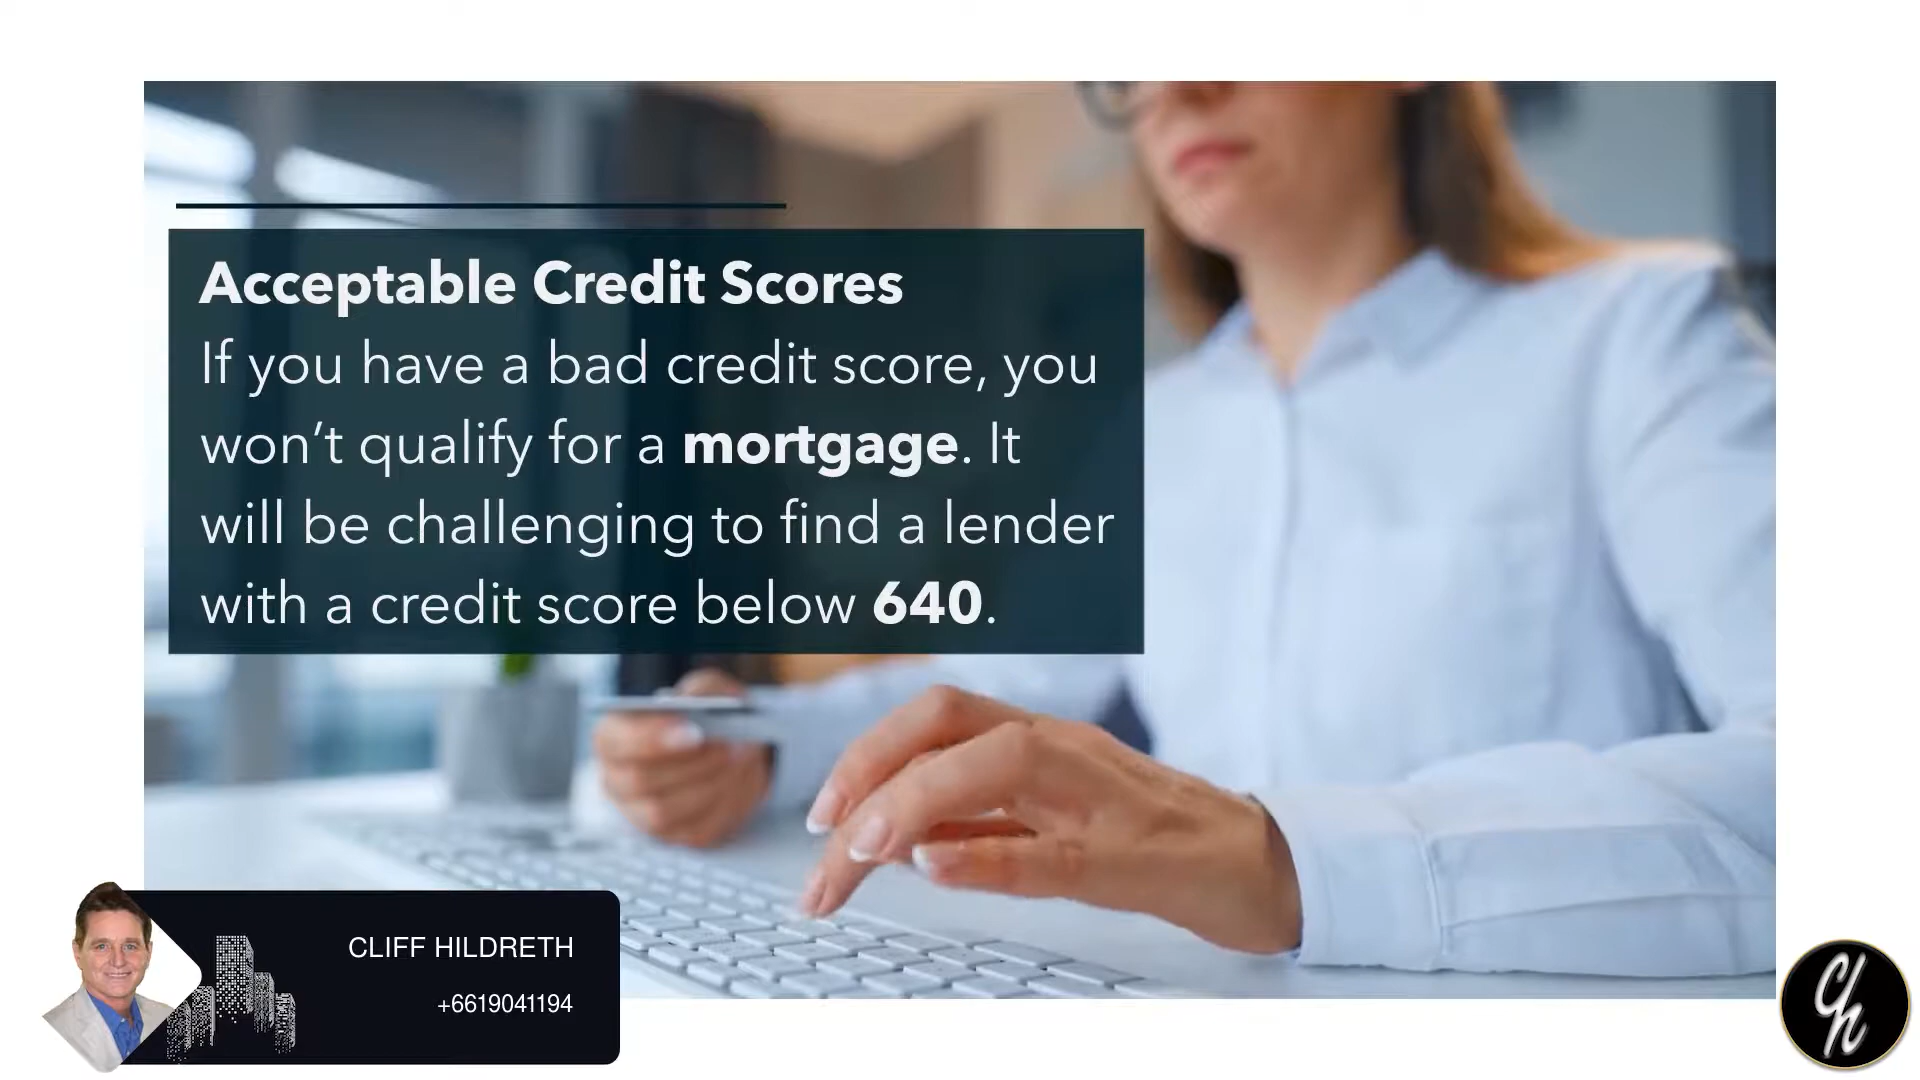 Acceptable Credit Scores
If you have a bad credit score, you
won’t qualify for a mortgage. It
will be challenging to find a lender
with a credit score below 640.
CLIFF HILDRETH
+6619041194